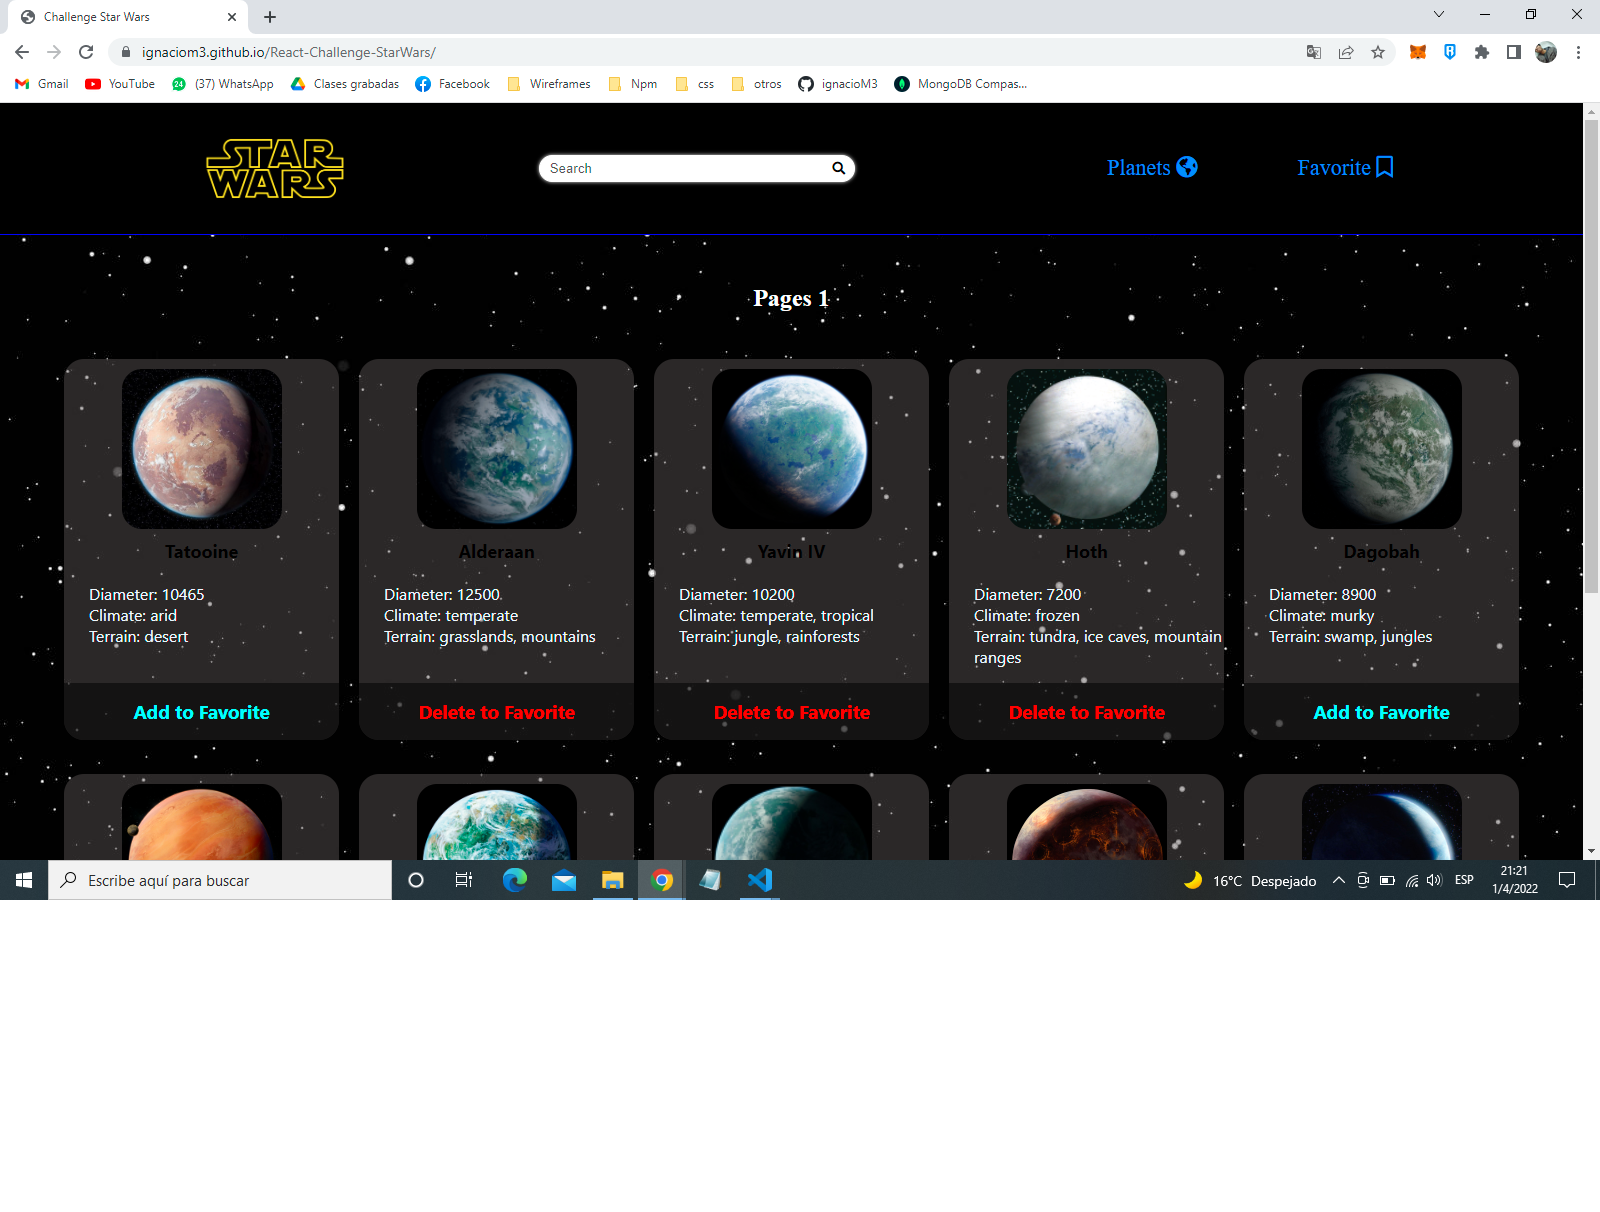 Challenge Star Wars
ignaciom3.github.io/React-Challenge-StarWars/
Gmail YouTube 24 (37) WhatsApp Clases grabadas Facebook Wireframes Npm css otros ignacioM3 MongoDB Compas...
STAR WARS
Search
Planets
Favorite
Pages 1
Tatooine
Diameter: 10465
Climate: arid
Terrain: desert
Add to Favorite
Alderaan
Diameter: 12500
Climate: temperate
Terrain: grasslands, mountains
Delete to Favorite
Yavin IV
Diameter: 10200
Climate: temperate, tropical
Terrain: jungle, rainforests
Delete to Favorite
Hoth
Diameter: 7200
Climate: frozen
Terrain: tundra, ice caves, mountain
ranges
Delete to Favorite
Dagobah
Diameter: 8900
Climate: murky
Terrain: swamp, jungles
Add to Favorite
Escribe aquí para buscar
16°C Despejado
ESP
21:21
1/4/2022